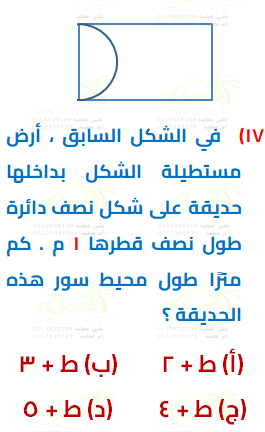 ١٧) في الشكل السابق ، أرض
مستطيلة الشكل بداخلها
حديقة على شكل نصف دائرة
طول نصف قطرها ١ م . كم
مترًا طول محيط سور هذه
الحديقة ؟
(أ) ط + ٢ (ب) ط + ٣
(ج) ط + ٤ (د) ط + ٥